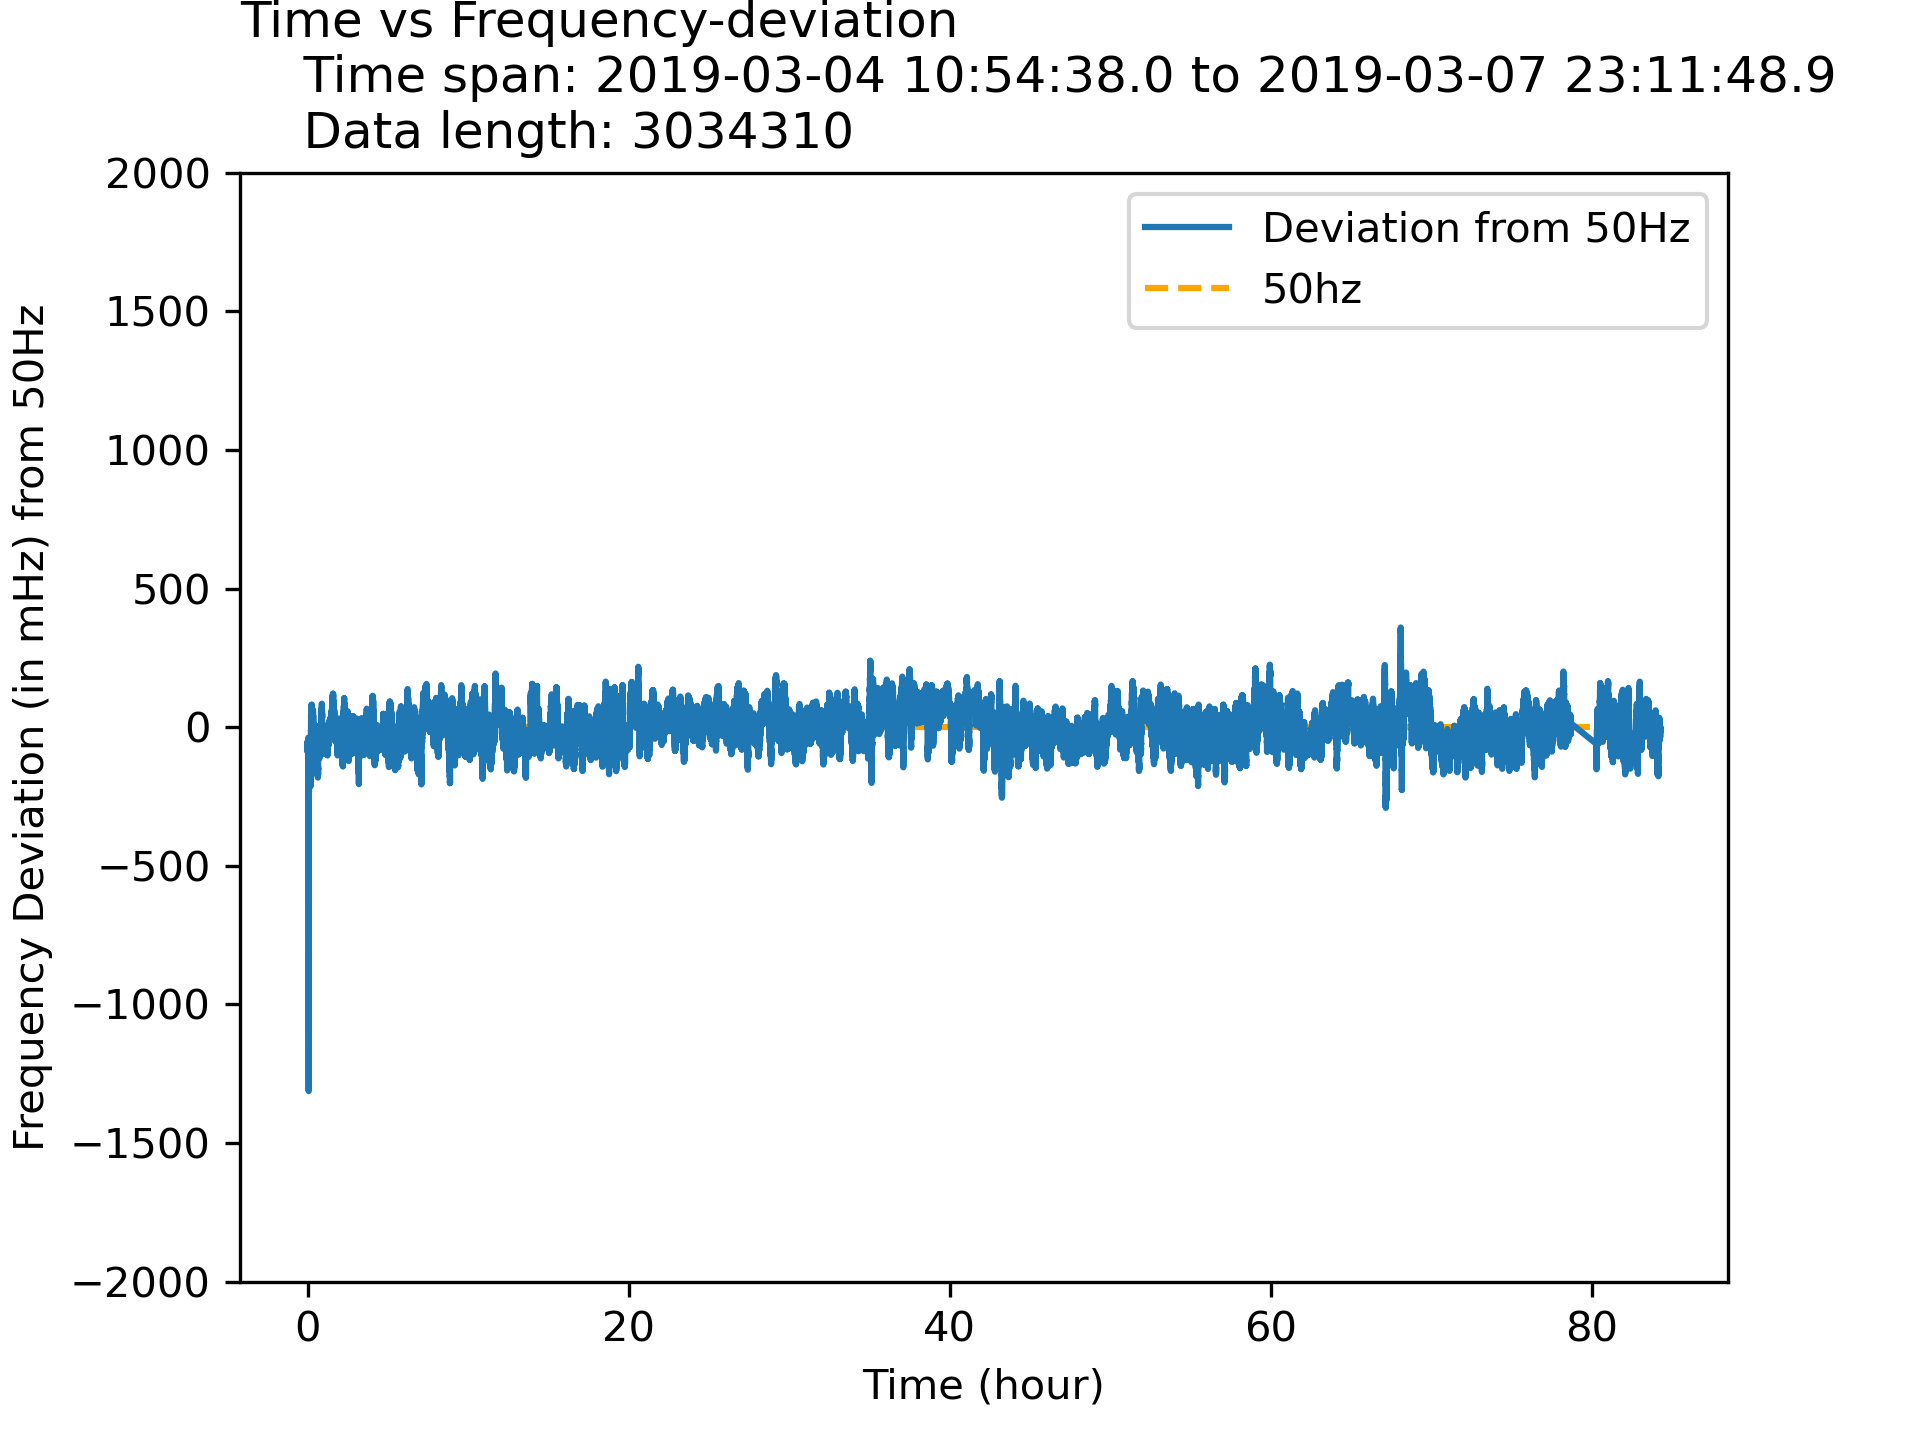 Time vs Frequency-deviation
Time span: 2019-03-04 10:54:38.0 to 2019-03-07 23:11:48.9
Data length: 3034310
2000
1500
1000
500
0
−500
−1000
−1500
−2000
Frequency Deviation (in mHz) from 50Hz
Deviation from 50Hz
50hz
0 20 40 60 80
Time (hour)